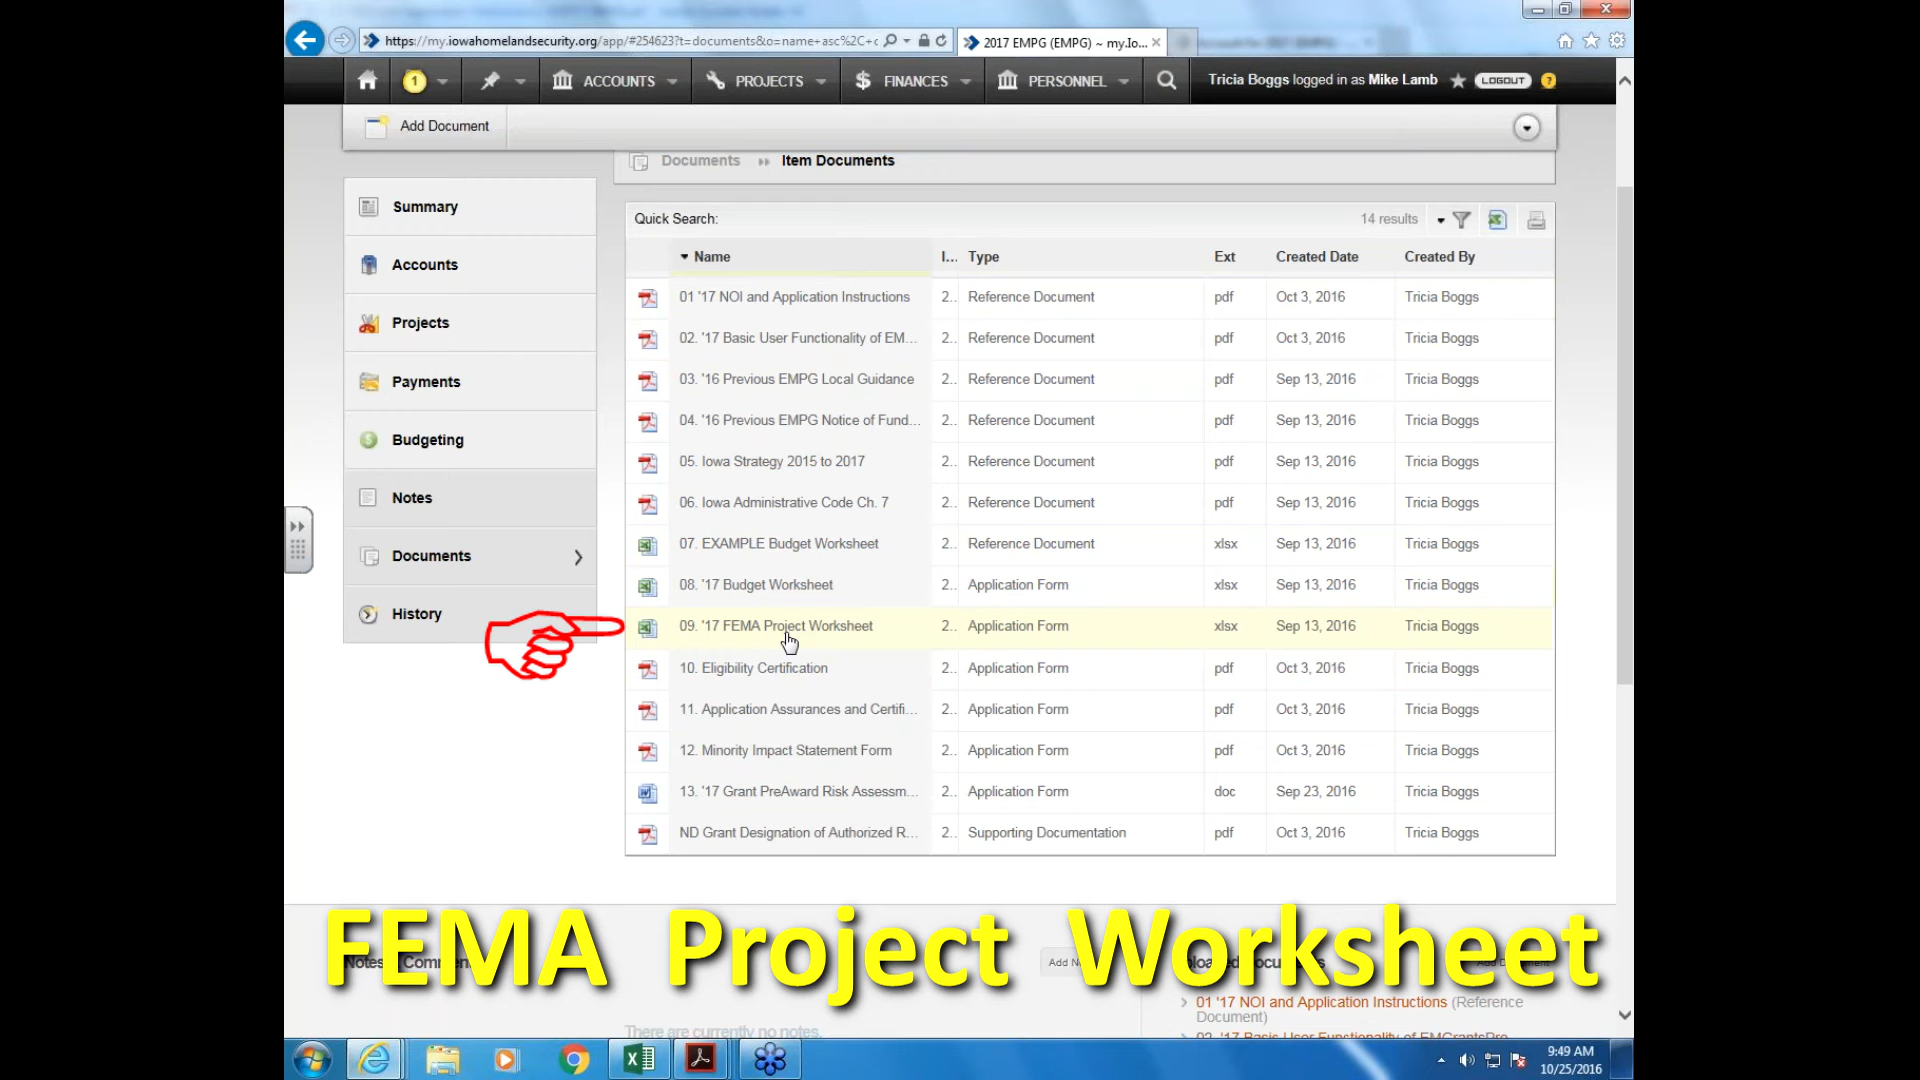 https://my.iowahomelandsecurity.org/app/#254623?t=documents&o=name+asc%2C+c
2017 EMPG (EMPG) ~ my.Io...
1
ACCOUNTS
PROJECTS
FINANCES
PERSONNEL
Tricia Boggs logged in as Mike Lamb
LOGOUT
?
Add Document
Documents
Item Documents
Summary
Accounts
Projects
Payments
Budgeting
Notes
Documents
History
Quick Search:
14 results
Name I... Type Ext Created Date Created By
01 '17 NOI and Application Instructions 2.. Reference Document pdf Oct 3, 2016 Tricia Boggs
02. '17 Basic User Functionality of EM... 2.. Reference Document pdf Oct 3, 2016 Tricia Boggs
03. '16 Previous EMPG Local Guidance 2.. Reference Document pdf Sep 13, 2016 Tricia Boggs
04. '16 Previous EMPG Notice of Fund... 2.. Reference Document pdf Sep 13, 2016 Tricia Boggs
05. Iowa Strategy 2015 to 2017 2.. Reference Document pdf Sep 13, 2016 Tricia Boggs
06. Iowa Administrative Code Ch. 7 2.. Reference Document pdf Sep 13, 2016 Tricia Boggs
07. EXAMPLE Budget Worksheet 2.. Reference Document xlsx Sep 13, 2016 Tricia Boggs
08. '17 Budget Worksheet 2.. Application Form xlsx Sep 13, 2016 Tricia Boggs
09. '17 FEMA Project Worksheet 2.. Application Form xlsx Sep 13, 2016 Tricia Boggs
10. Eligibility Certification 2.. Application Form pdf Oct 3, 2016 Tricia Boggs
11. Application Assurances and Certifi... 2.. Application Form pdf Oct 3, 2016 Tricia Boggs
12. Minority Impact Statement Form 2.. Application Form pdf Oct 3, 2016 Tricia Boggs
13. '17 Grant PreAward Risk Assessm... 2.. Application Form doc Sep 23, 2016 Tricia Boggs
ND Grant Designation of Authorized R... 2.. Supporting Documentation pdf Oct 3, 2016 Tricia Boggs
FEMA Project Worksheet
Notes
Add
01 '17 NOI and Application Instructions (Reference
Document)
There are currently no notes.
02. '17 Basic User Functionality of EMGrantsPro
9:49 AM
10/25/2016